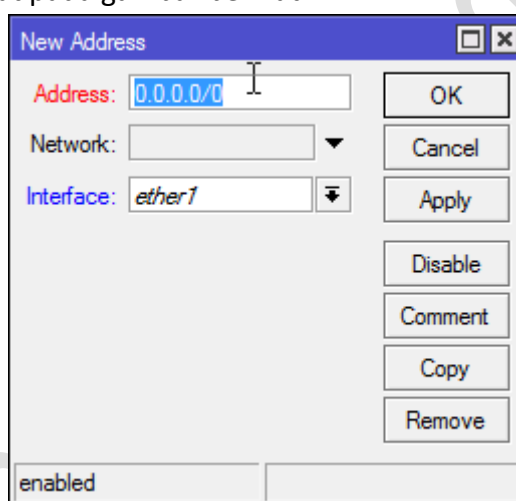 New Address
Address: 0.0.0.0/0
OK
Network:
Cancel
Interface: ether1
Apply
Disable
Comment
Copy
Remove
enabled